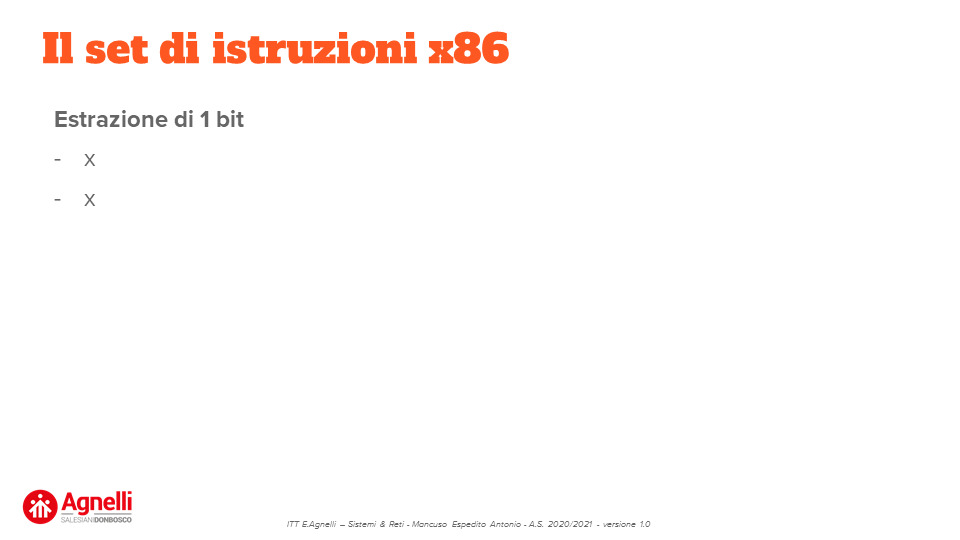 Il set di istruzioni x86
Estrazione di 1 bit
- x
- x
Agnelli
SALESIANIDONBOSCO
ITT E.Agnelli – Sistemi & Reti - Mancuso Espedito Antonio - A.S. 2020/2021 - versione 1.0